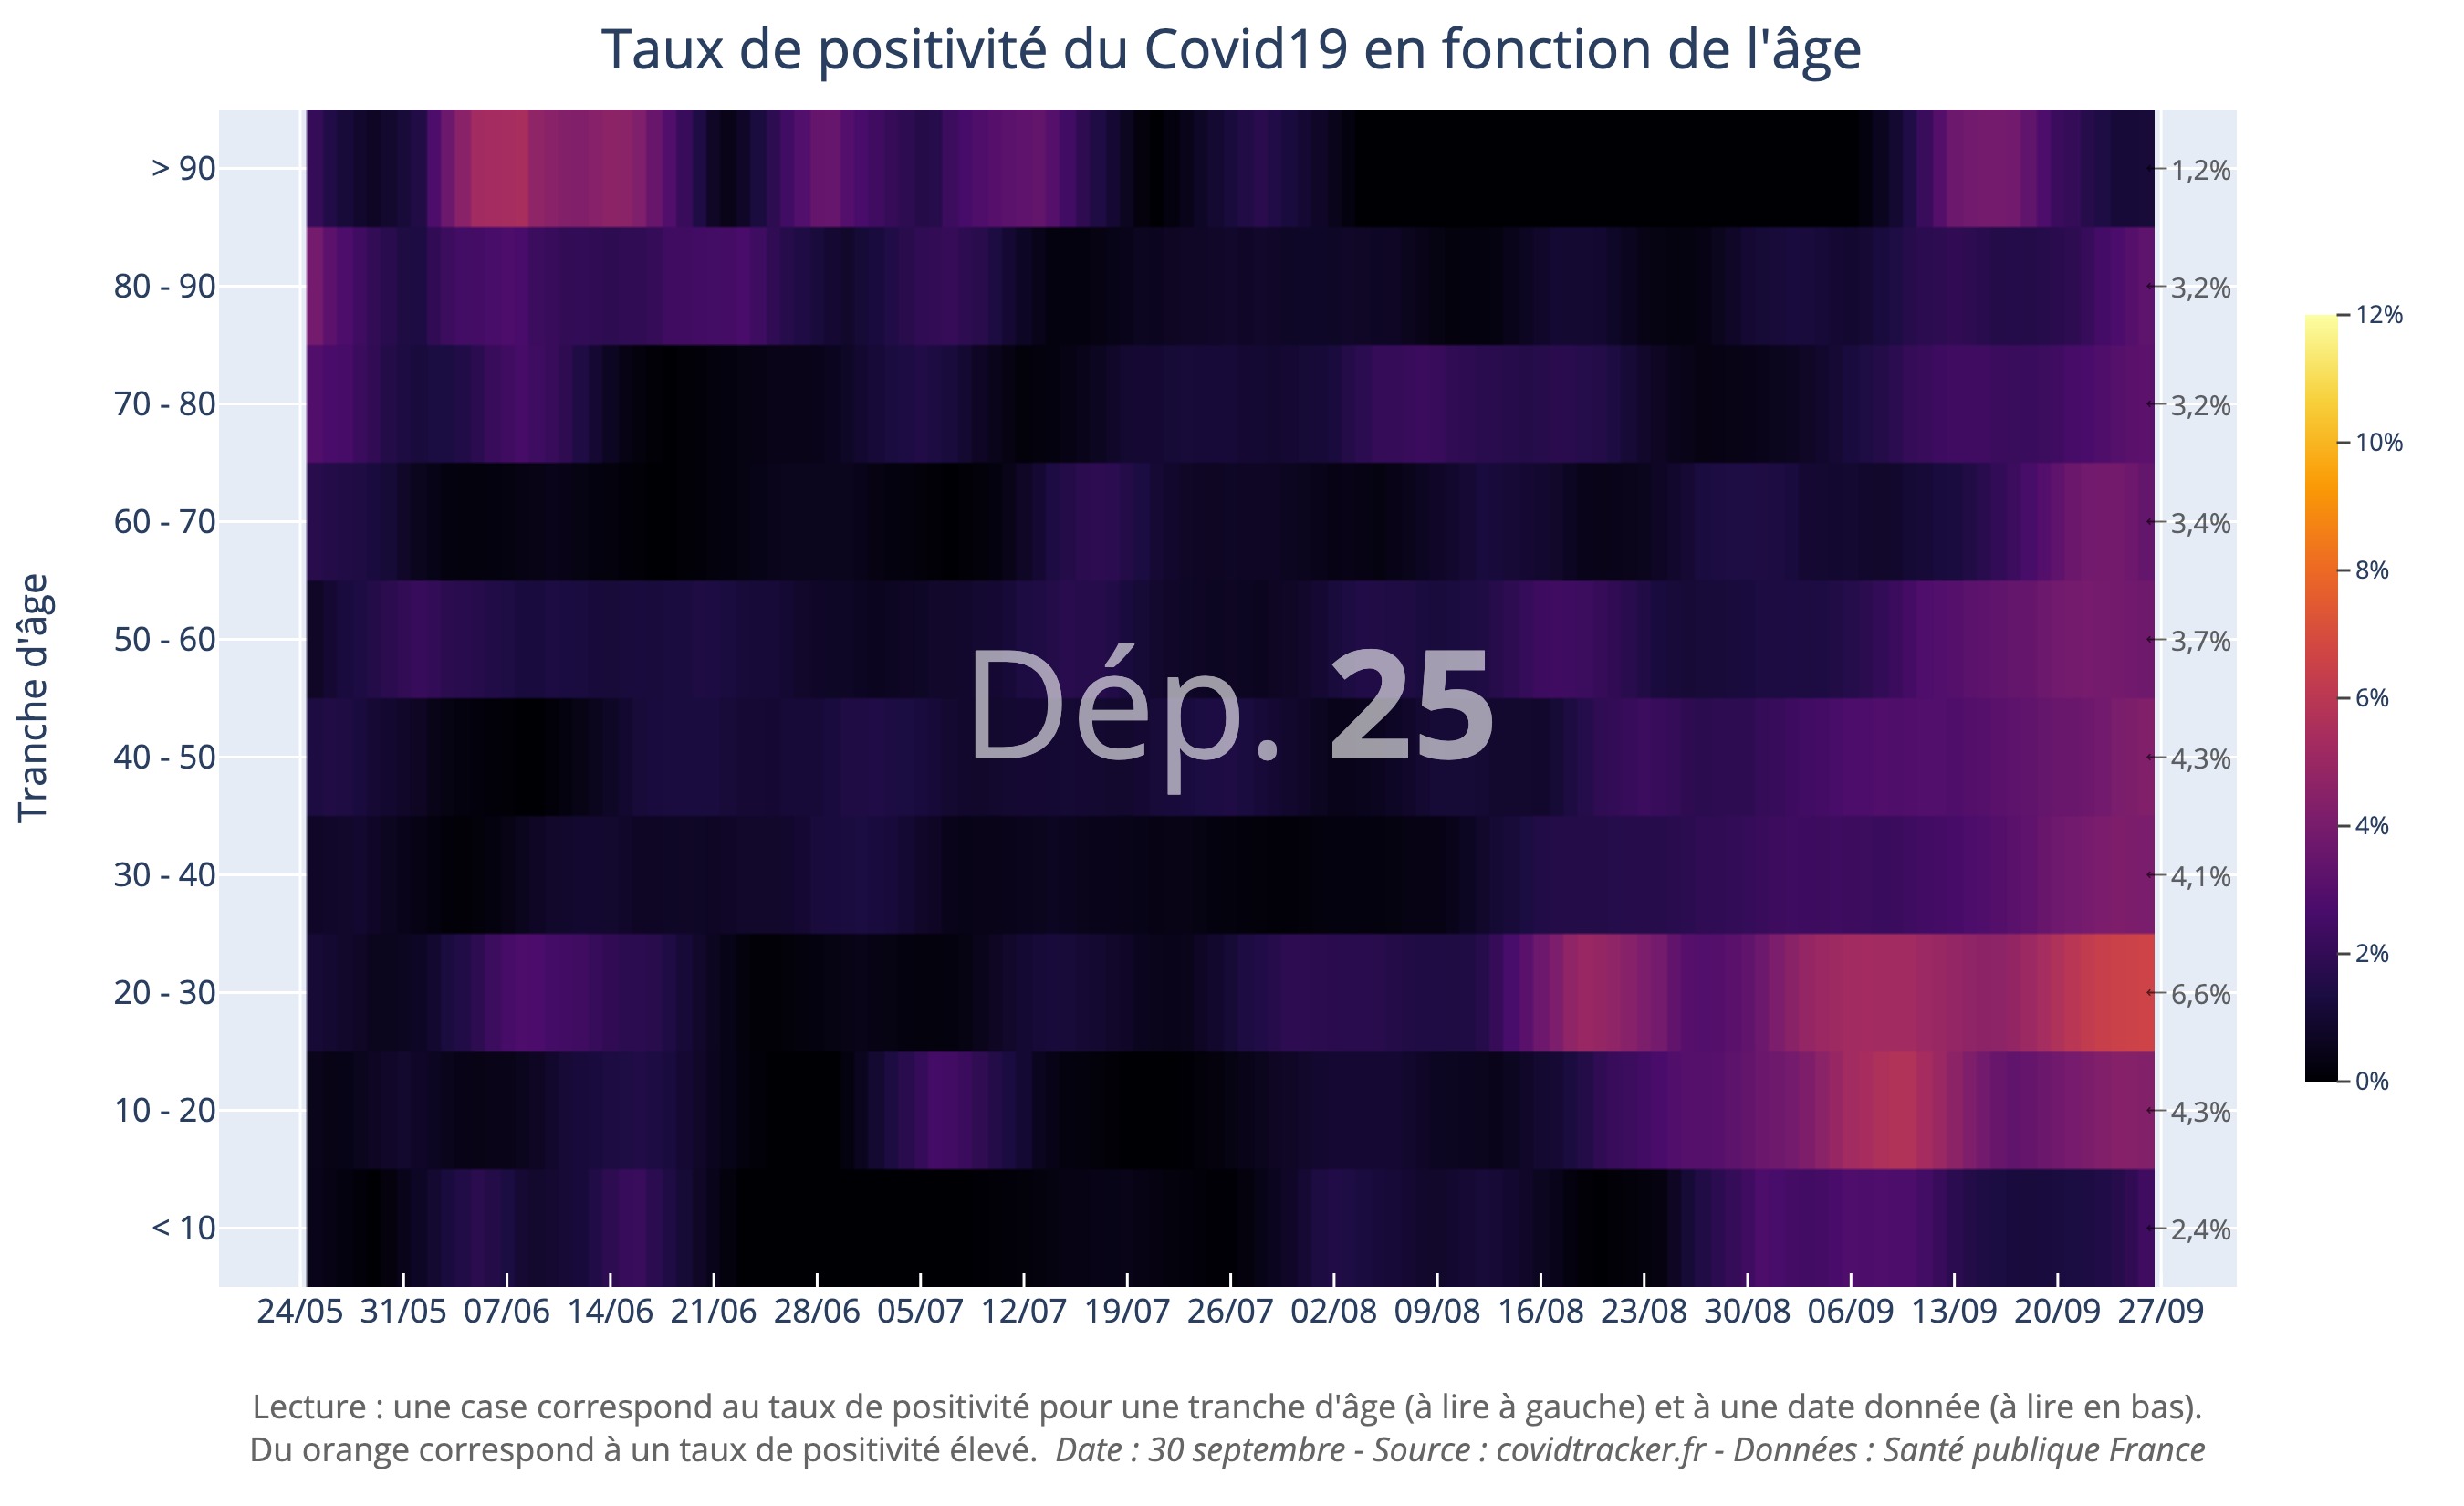 Taux de positivité du Covid19 en fonction de l'âge
Tranche d'âge
> 90
80 - 90
70 - 80
60 - 70
50 - 60
40 - 50
30 - 40
20 - 30
10 - 20
< 10
Dép. 25
1,2%
3,2%
3,2%
3,4%
3,7%
4,3%
4,1%
6,6%
4,3%
2,4%
12%
10%
8%
6%
4%
2%
0%
24/05 31/05 07/06 14/06 21/06 28/06 05/07 12/07 19/07 26/07 02/08 09/08 16/08 23/08 30/08 06/09 13/09 20/09 27/09
Lecture : une case correspond au taux de positivité pour une tranche d'âge (à lire à gauche) et à une date donnée (à lire en bas).
Du orange correspond à un taux de positivité élevé. Date : 30 septembre - Source : covidtracker.fr - Données : Santé publique France